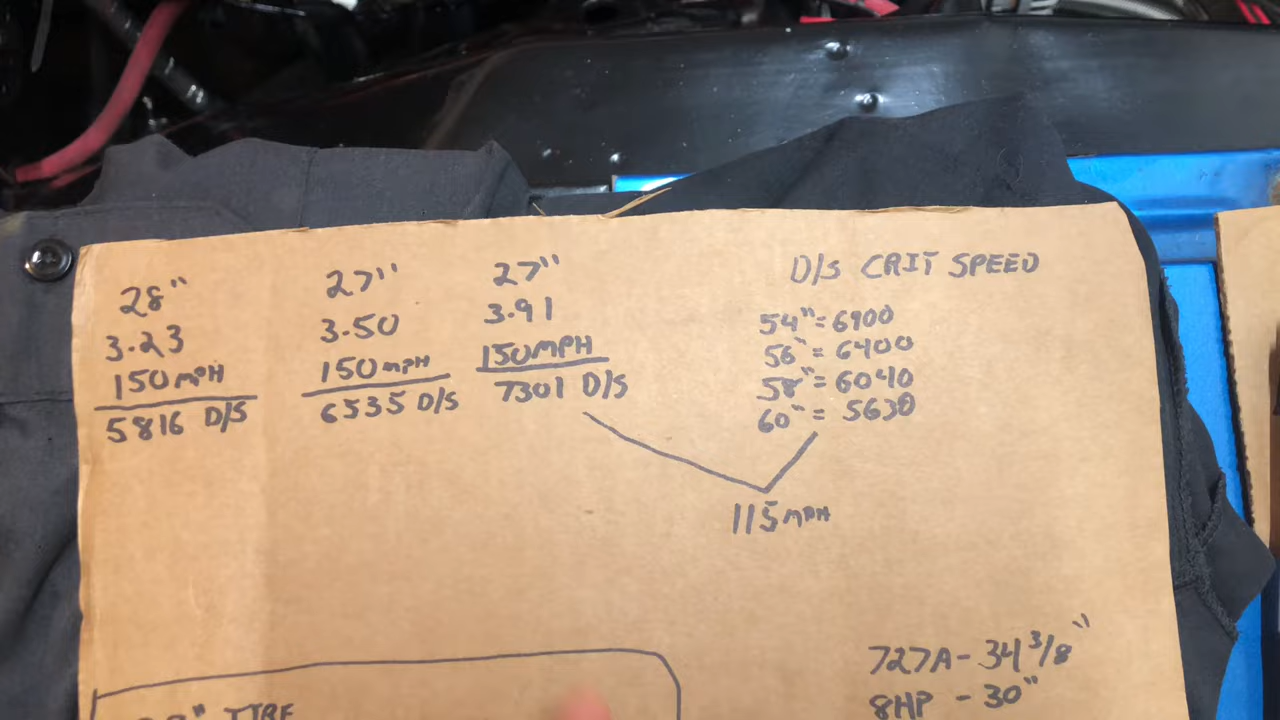 28"
3.23
150MPH
5816 D/S
27"
3.50
150MPH
6535 D/S
27"
3.91
150MPH
7301 D/S
D/S CRIT SPEED
54"=6900
56"=6400
58"=6040
60"=5630
115MPH
727A-34 3/8"
8HP -30"
TIRE